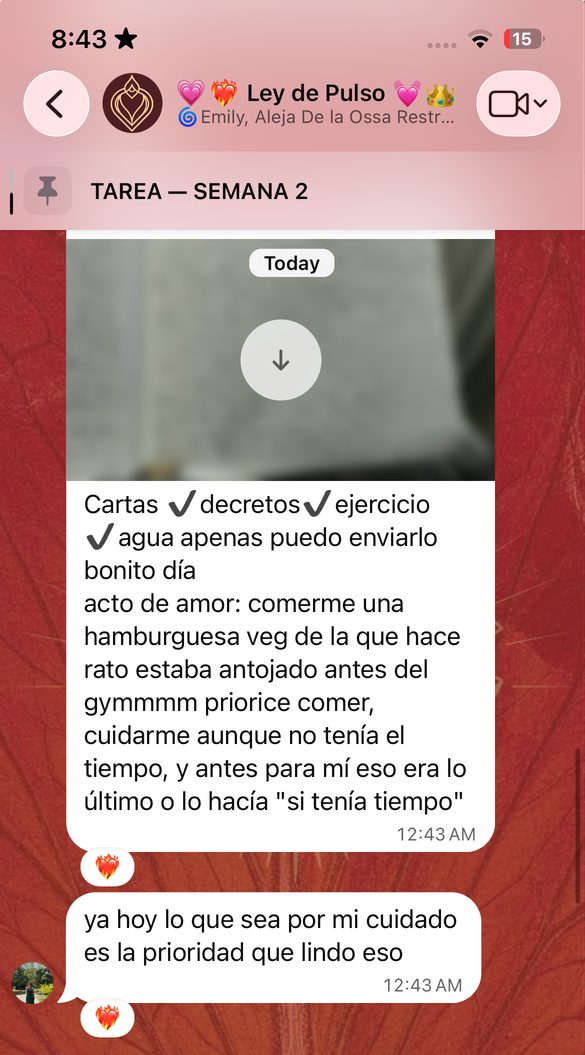 8:43 ★
15
💗 ❤️‍🔥 Ley de Pulso 💓 👑
🌀Emily, Aleja De la Ossa Restr...
TAREA — SEMANA 2
Today
Cartas ✔️decretos✔️ejercicio
✔️agua apenas puedo enviarlo
bonito día
acto de amor: comerme una
hamburguesa veg de la que hace
rato estaba antojado antes del
gymmmm priorice comer,
cuidarme aunque no tenía el
tiempo, y antes para mí eso era lo
último o lo hacía "si tenía tiempo"
12:43 AM
❤️‍🔥
ya hoy lo que sea por mi cuidado
es la prioridad que lindo eso
12:43 AM
❤️‍🔥